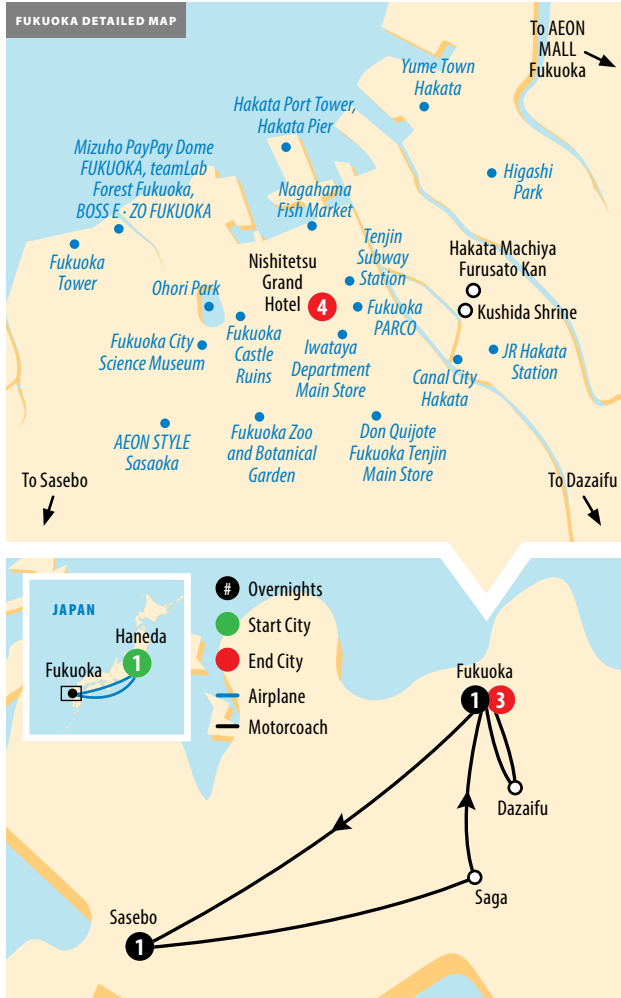 FUKUOKA DETAILED MAP
To AEON
MALL
Fukuoka
Yume Town
Hakata
Hakata Port Tower,
Hakata Pier
Mizuho PayPay Dome
FUKUOKA, teamLab
Forest Fukuoka,
BOSS E · ZO FUKUOKA
Higashi
Park
Nagahama
Fish Market
Fukuoka
Tower
Tenjin
Subway
Station
Hakata Machiya
Furusato Kan
Nishitetsu
Grand
Hotel
4
Ohori Park
Fukuoka
PARCO
Kushida Shrine
Fukuoka City
Science Museum
Fukuoka
Castle
Ruins
Iwataya
Department
Main Store
Canal City
Hakata
JR Hakata
Station
AEON STYLE
Sasaoka
Fukuoka Zoo
and Botanical
Garden
Don Quijote
Fukuoka Tenjin
Main Store
To Sasebo
To Dazaifu
JAPAN
Haneda
1
Fukuoka
# Overnights
Start City
End City
Airplane
Motorcoach
Fukuoka
1 3
Dazaifu
Saga
Sasebo
1